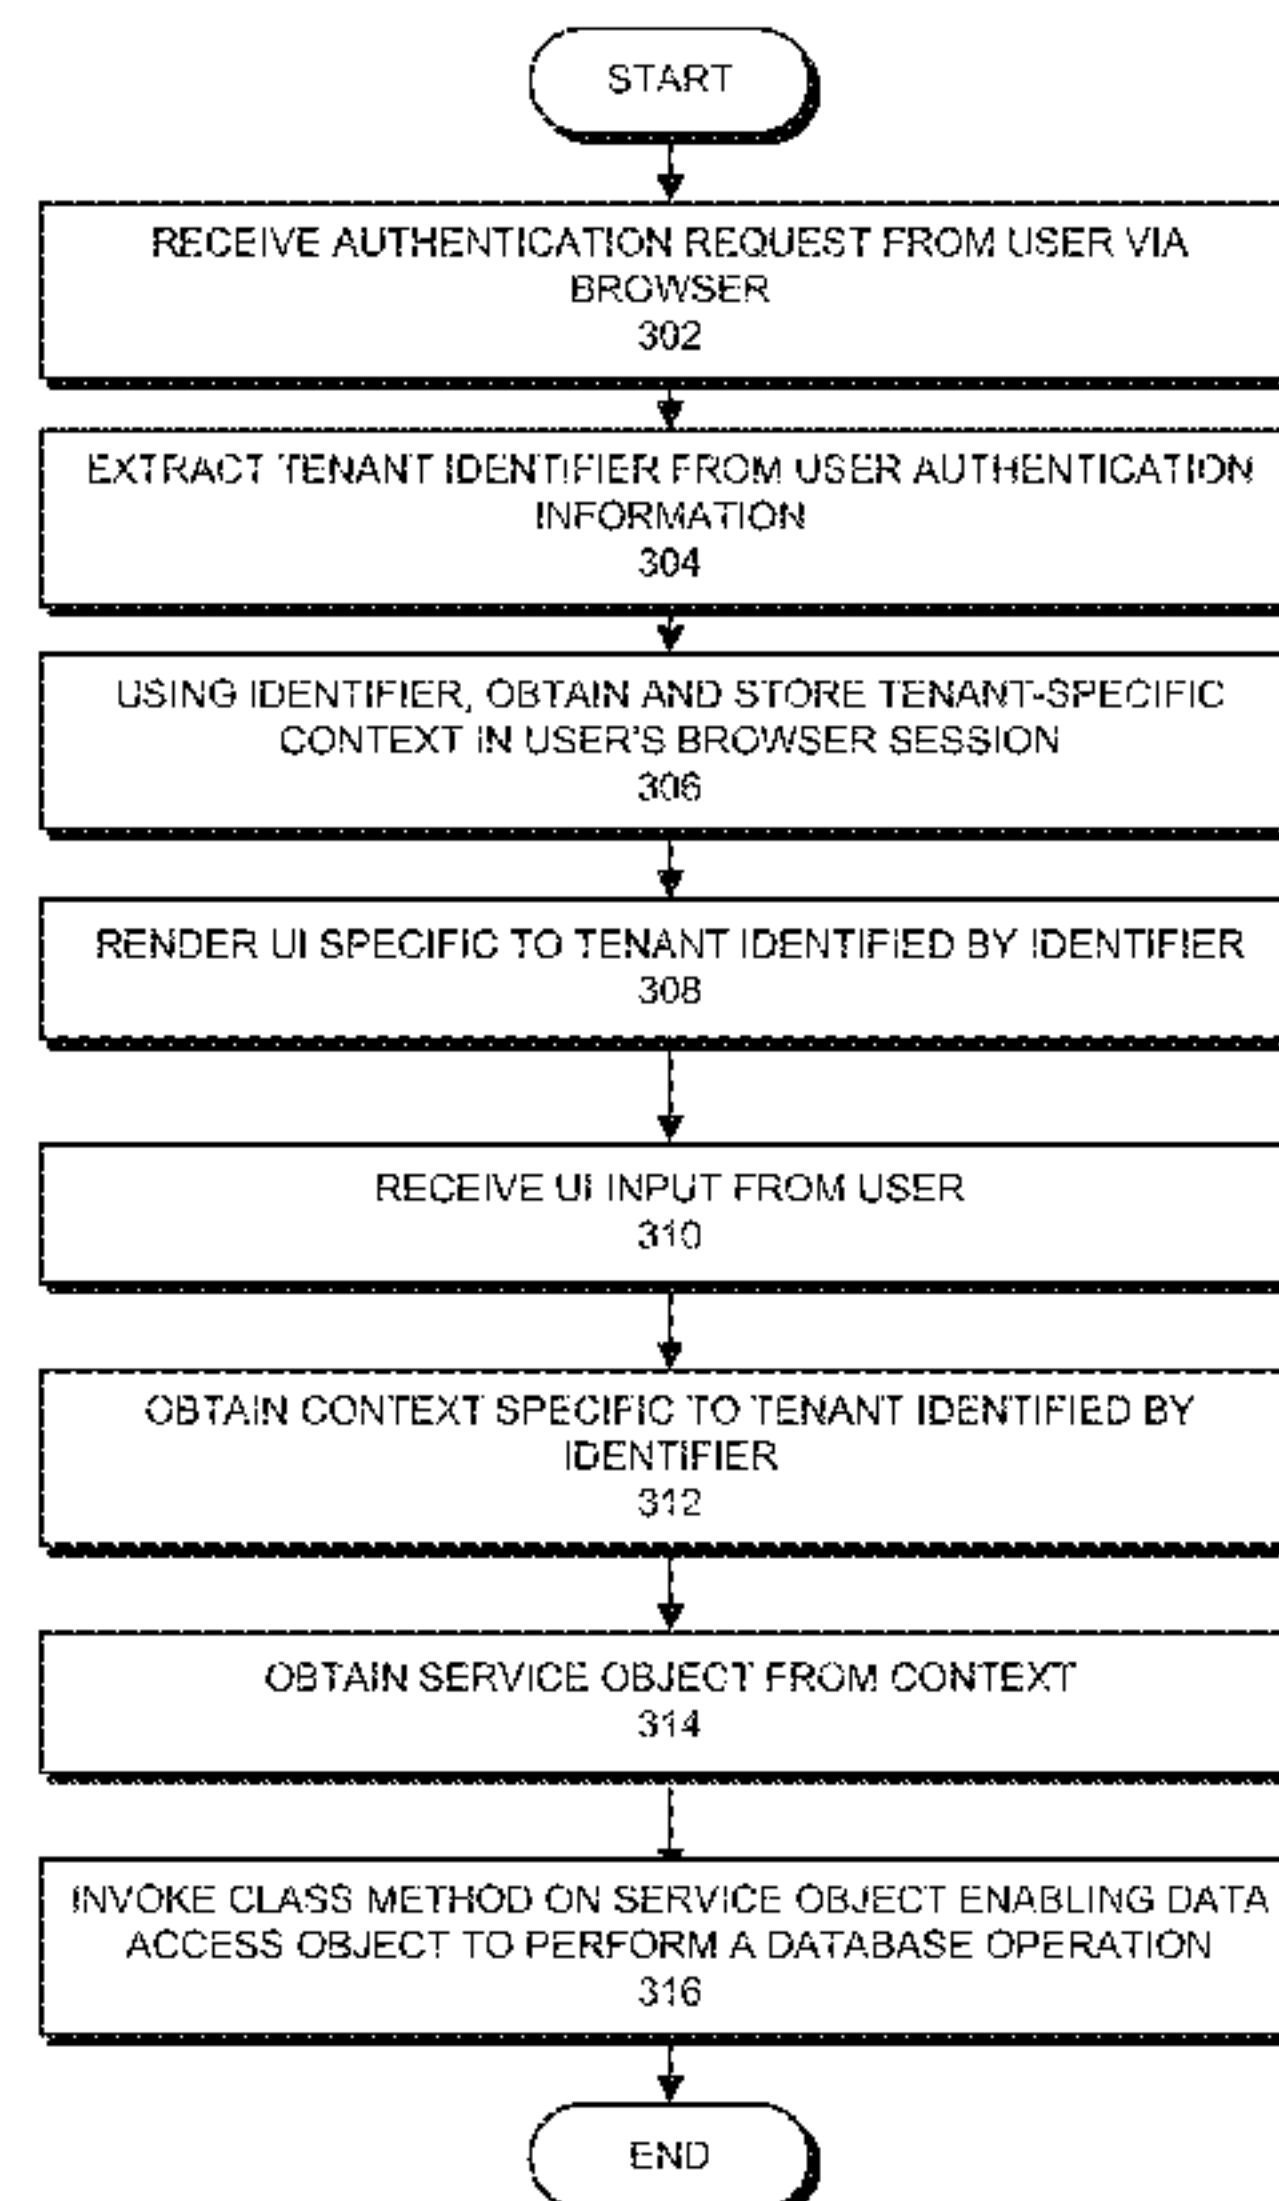 START
RECEIVE AUTHENTICATION REQUEST FROM USER VIA
BROWSER
302
EXTRACT TENANT IDENTIFIER FROM USER AUTHENTICATION
INFORMATION
304
USING IDENTIFIER, OBTAIN AND STORE TENANT-SPECIFIC
CONTEXT IN USER'S BROWSER SESSION
306
RENDER UI SPECIFIC TO TENANT IDENTIFIED BY IDENTIFIER
308
RECEIVE UI INPUT FROM USER
310
OBTAIN CONTEXT SPECIFIC TO TENANT IDENTIFIED BY
IDENTIFIER
312
OBTAIN SERVICE OBJECT FROM CONTEXT
314
INVOKE CLASS METHOD ON SERVICE OBJECT ENABLING DATA
ACCESS OBJECT TO PERFORM A DATABASE OPERATION
316
END